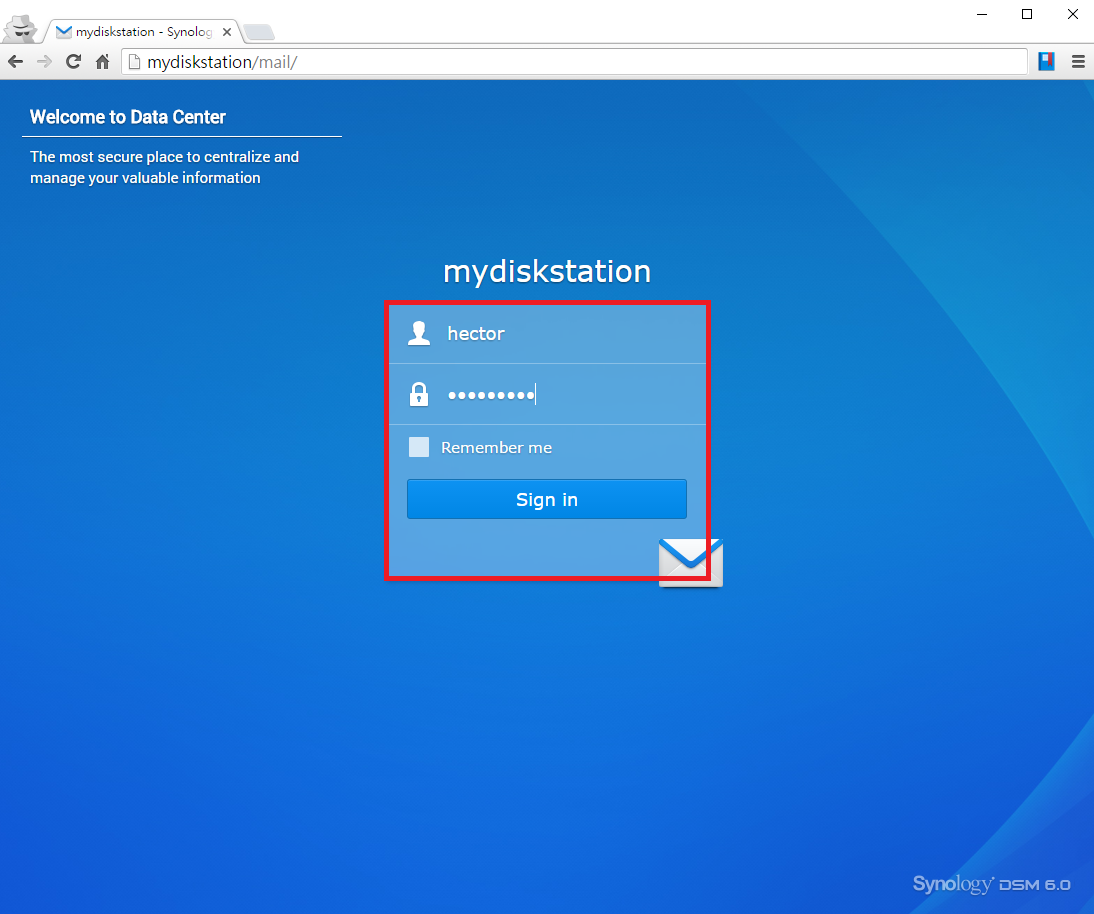 mydiskstation - Synolog
mydiskstation/mail/
Welcome to Data Center
The most secure place to centralize and
manage your valuable information
mydiskstation
hector
•••••••••
Remember me
Sign in
Synology DSM 6.0